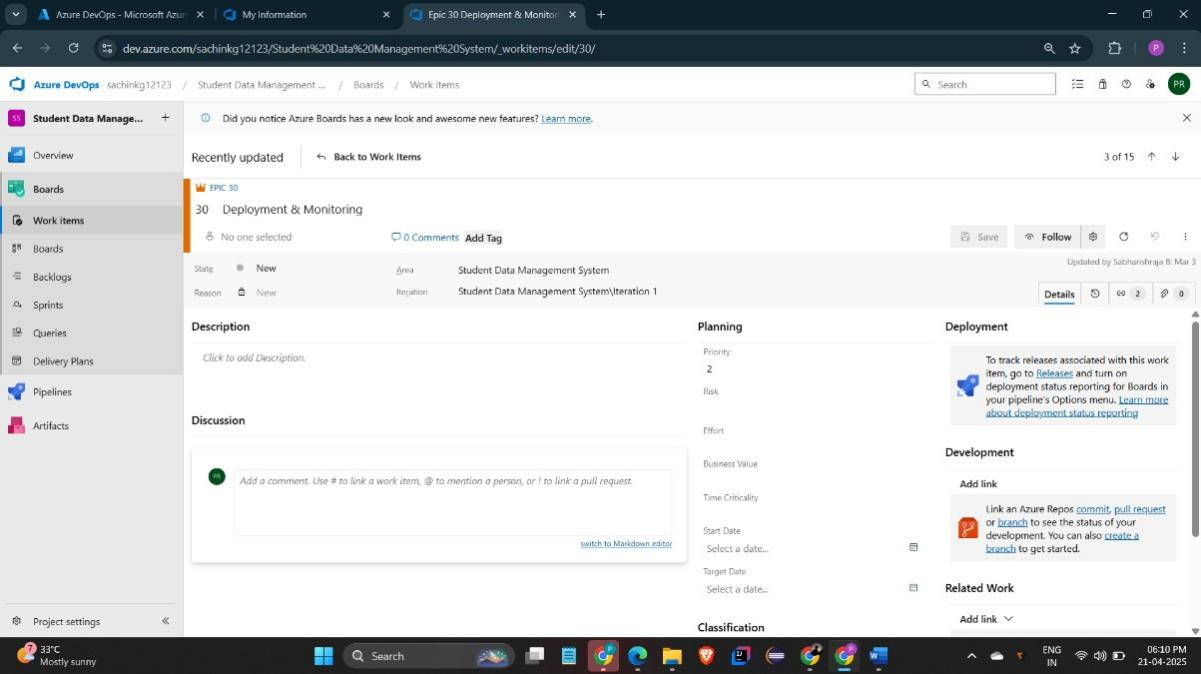 Azure DevOps - Microsoft Azur
My Information
Epic 30 Deployment & Monitor
dev.azure.com/sachinkg12123/Student%20Data%20Management%20System/_workitems/edit/30/
P
Azure DevOps sachinkg12123 / Student Data Management ... / Boards / Work items
Search
PR
SS Student Data Manage... +
Overview
Boards
Work items
Boards
Backlogs
Sprints
Queries
Delivery Plans
Pipelines
Artifacts
Project settings
Did you notice Azure Boards has a new look and awesome new features? Learn more.
Recently updated
Back to Work Items
3 of 15
EPIC 30
30 Deployment & Monitoring
No one selected
0 Comments Add Tag
Save
Follow
State New
Area Student Data Management System
Updated by Sabharishraja B: Mar 3
Reason New
Iteration Student Data Management System\Iteration 1
Details
2
0
Description
Click to add Description.
Discussion
PR
Add a comment. Use # to link a work item, @ to mention a person, or ! to link a pull request.
switch to Markdown editor
Planning
Priority
2
Risk
Effort
Business Value
Time Criticality
Start Date
Select a date...
Target Date
Select a date...
Classification
Deployment
To track releases associated with this work
item, go to Releases and turn on
deployment status reporting for Boards in
your pipeline's Options menu. Learn more
about deployment status reporting
Development
Add link
Link an Azure Repos commit, pull request
or branch to see the status of your
development. You can also create a
branch to get started.
Related Work
Add link
7
33°C
Mostly sunny
Search
ENG
IN
06:10 PM
21-04-2025